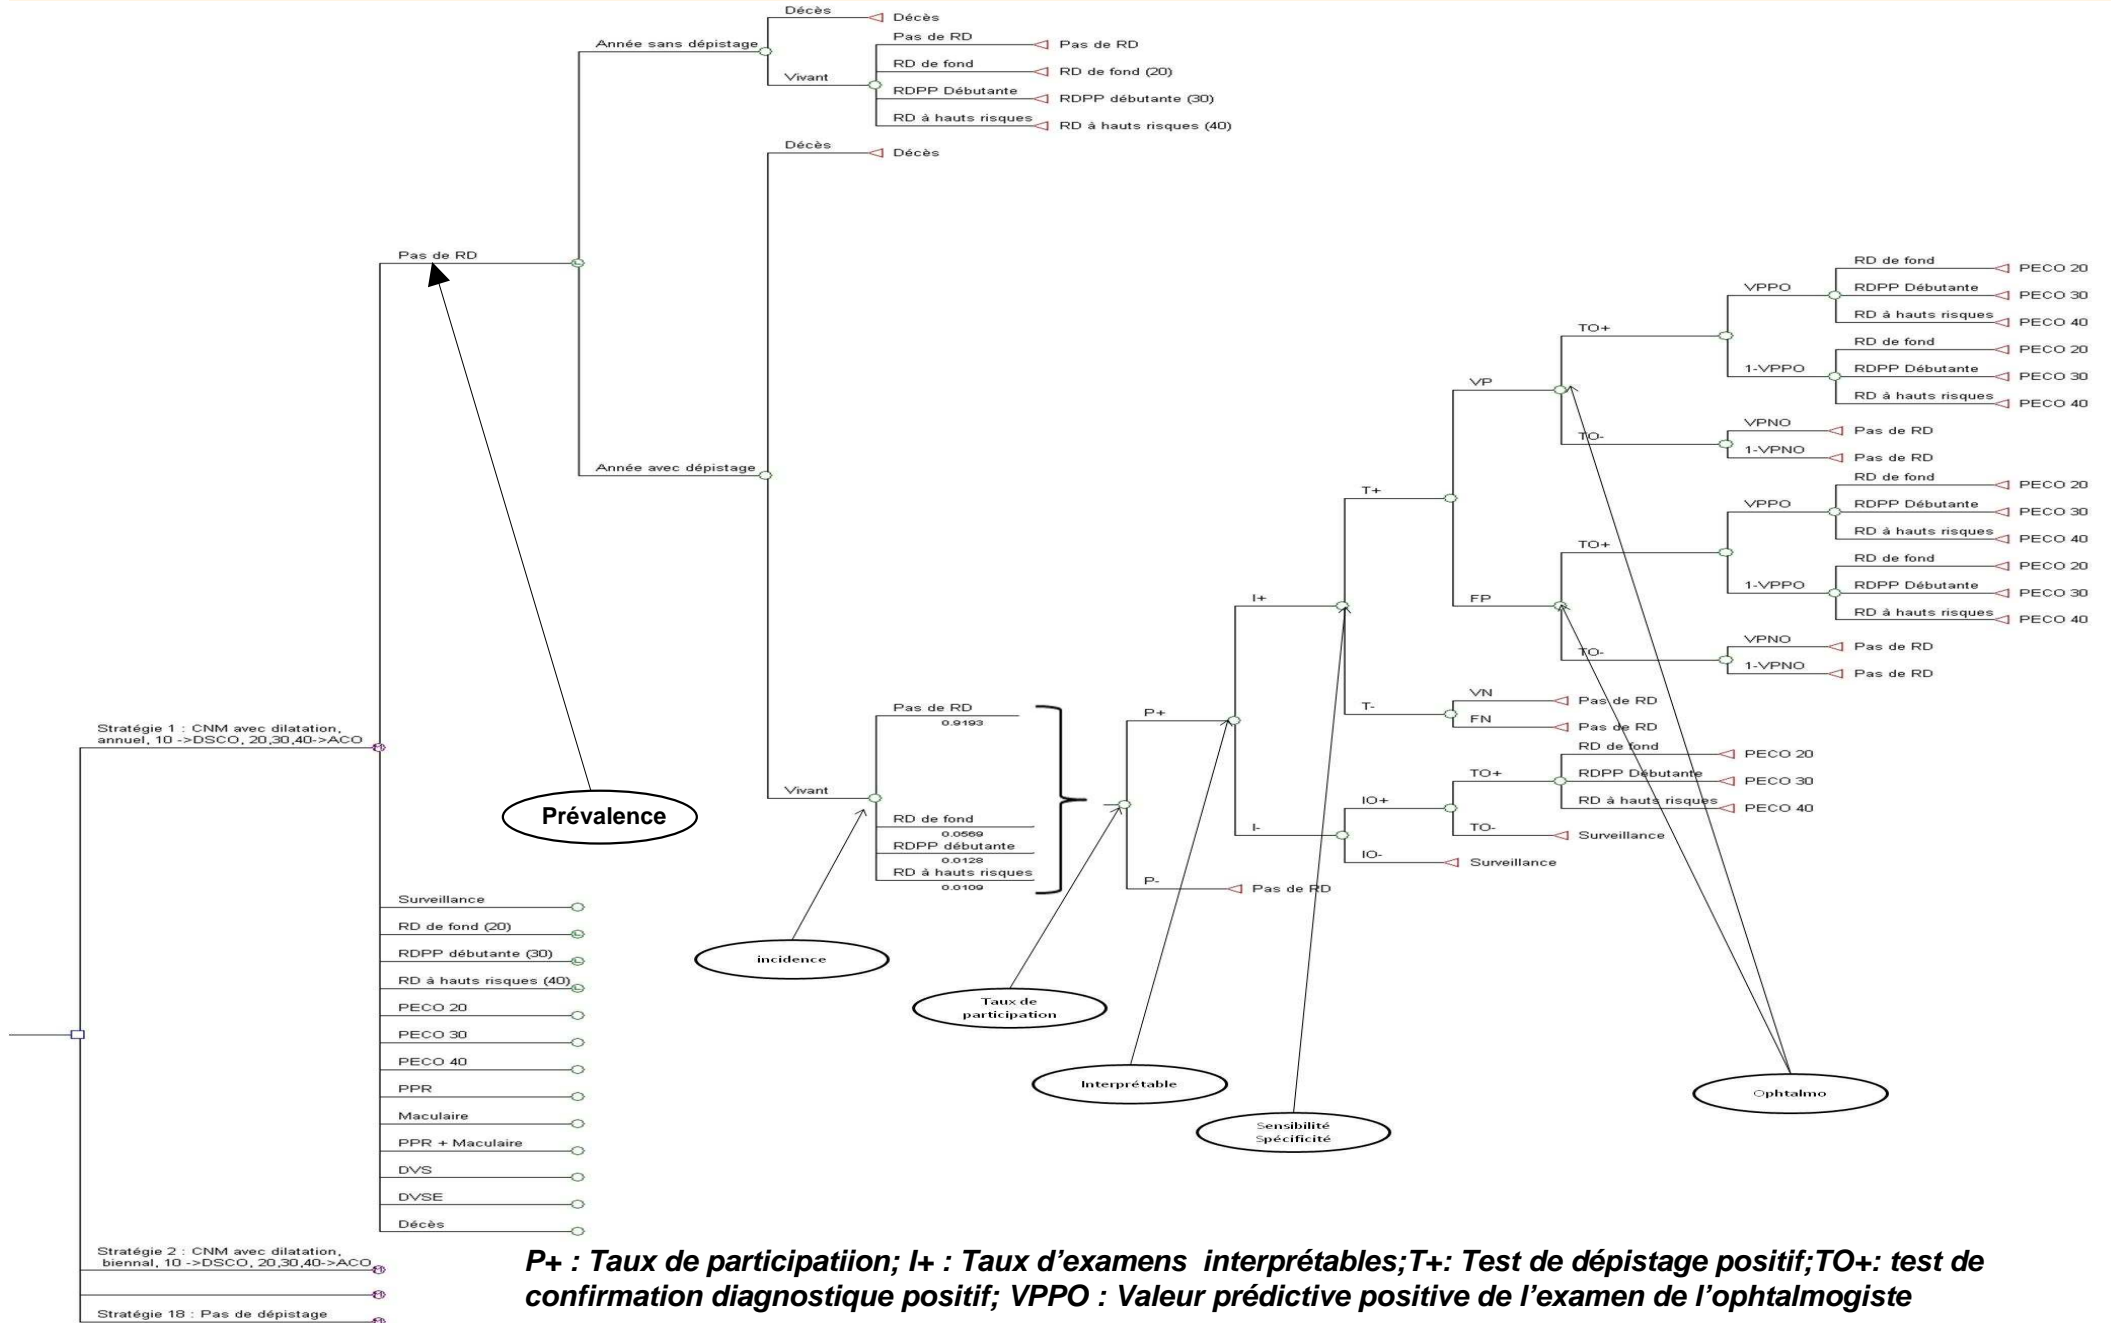 Décès
Décès
Année sans dépistage
Pas de RD
Pas de RD
RD de fond
RD de fond (20)
Vivant
RDPP Débutante
RDPP débutante (30)
RD à hauts risques
RD à hauts risques (40)
Décès
Décès
Pas de RD
Année avec dépistage
RD de fond
PECO 20
VPPO
RDPP Débutante
PECO 30
RD à hauts risques
PECO 40
TO+
RD de fond
PECO 20
1-VPPO
RDPP Débutante
PECO 30
RD à hauts risques
PECO 40
VP
VPNO
Pas de RD
TO-
1-VPNO
Pas de RD
T+
RD de fond
PECO 20
VPPO
RDPP Débutante
PECO 30
RD à hauts risques
PECO 40
TO+
RD de fond
PECO 20
1-VPPO
RDPP Débutante
PECO 30
RD à hauts risques
PECO 40
I+
FP
VPNO
Pas de RD
TO-
1-VPNO
Pas de RD
VN
Pas de RD
T-
FN
Pas de RD
Pas de RD
0.9193
P+
RD de fond
PECO 20
TO+
RDPP Débutante
PECO 30
RD à hauts risques
PECO 40
IO+
TO-
Surveillance
I-
IO-
Surveillance
P-
Pas de RD
Vivant
RD de fond
0.0569
RDPP débutante
0.0128
RD à hauts risques
0.0109
Stratégie 1 : CNM avec dilatation,
annuel, 10 ->DSCO, 20,30,40->ACO
Prévalence
incidence
Taux de
participation
Interprétable
Sensibilité
Spécificité
Ophtalmo
Surveillance
RD de fond (20)
RDPP débutante (30)
RD à hauts risques (40)
PECO 20
PECO 30
PECO 40
PPR
Maculaire
PPR + Maculaire
DVS
DVSE
Décès
Stratégie 2 : CNM avec dilatation,
biennal, 10 ->DSCO, 20,30,40->ACO
Stratégie 18 : Pas de dépistage
P+ : Taux de participatiion; I+ : Taux d'examens interprétables;T+: Test de dépistage positif;TO+: test de
confirmation diagnostique positif; VPPO : Valeur prédictive positive de l'examen de l'ophtalmogiste